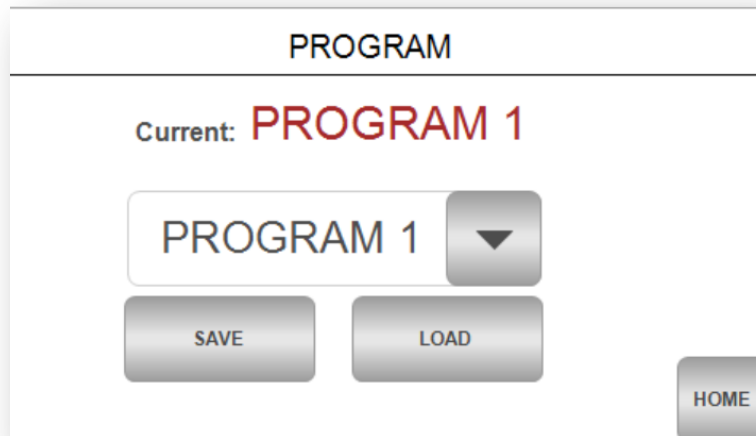 PROGRAM
Current: PROGRAM 1
PROGRAM 1
SAVE LOAD
HOME